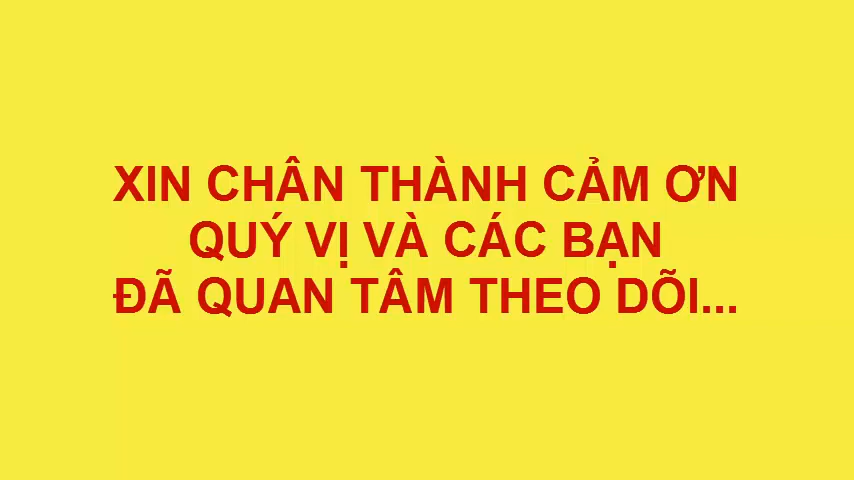 XIN CHÂN THÀNH CẢM ƠN
QUÝ VỊ VÀ CÁC BẠN
ĐÃ QUAN TÂM THEO DÕI...